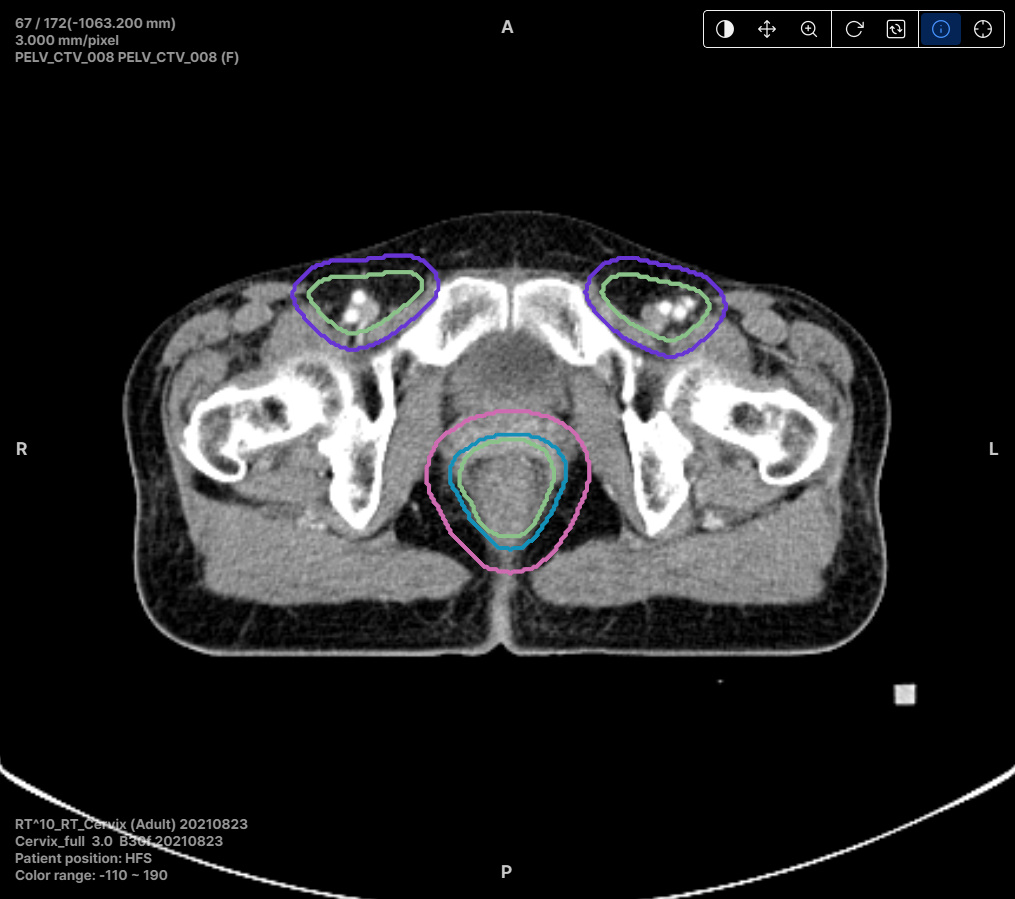 67 / 172(-1063.200 mm)
3.000 mm/pixel
PELV_CTV_008 PELV_CTV_008 (F)
A
R
L
RT^10_RT_Cervix (Adult) 20210823
Cervix_full 3.0 B30f 20210823
Patient position: HFS
Color range: -110 ~ 190
P